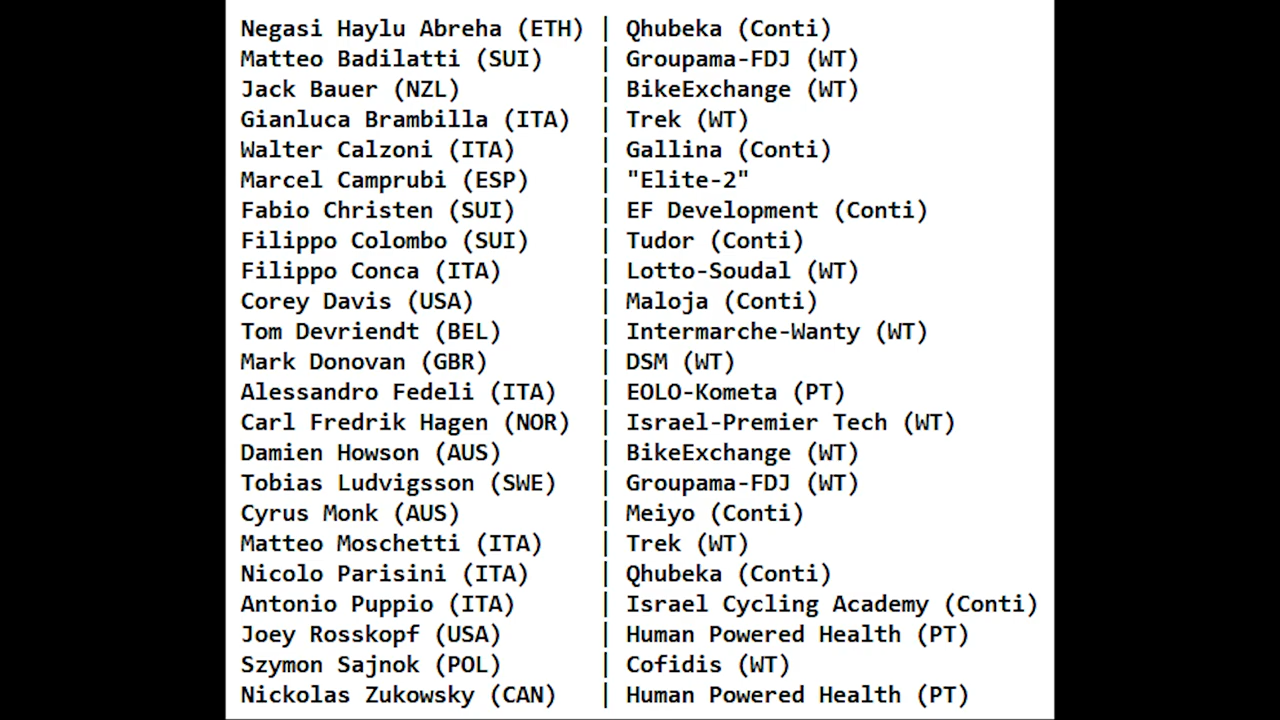 Negasi Haylu Abreha (ETH) | Qhubeka (Conti)
Matteo Badilatti (SUI) | Groupama-FDJ (WT)
Jack Bauer (NZL) | BikeExchange (WT)
Gianluca Brambilla (ITA) | Trek (WT)
Walter Calzoni (ITA) | Gallina (Conti)
Marcel Camprubi (ESP) | "Elite-2"
Fabio Christen (SUI) | EF Development (Conti)
Filippo Colombo (SUI) | Tudor (Conti)
Filippo Conca (ITA) | Lotto-Soudal (WT)
Corey Davis (USA) | Maloja (Conti)
Tom Devriendt (BEL) | Intermarche-Wanty (WT)
Mark Donovan (GBR) | DSM (WT)
Alessandro Fedeli (ITA) | EOLO-Kometa (PT)
Carl Fredrik Hagen (NOR) | Israel-Premier Tech (WT)
Damien Howson (AUS) | BikeExchange (WT)
Tobias Ludvigsson (SWE) | Groupama-FDJ (WT)
Cyrus Monk (AUS) | Meiyo (Conti)
Matteo Moschetti (ITA) | Trek (WT)
Nicolo Parisini (ITA) | Qhubeka (Conti)
Antonio Puppio (ITA) | Israel Cycling Academy (Conti)
Joey Rosskopf (USA) | Human Powered Health (PT)
Szymon Sajnok (POL) | Cofidis (WT)
Nickolas Zukowsky (CAN) | Human Powered Health (PT)